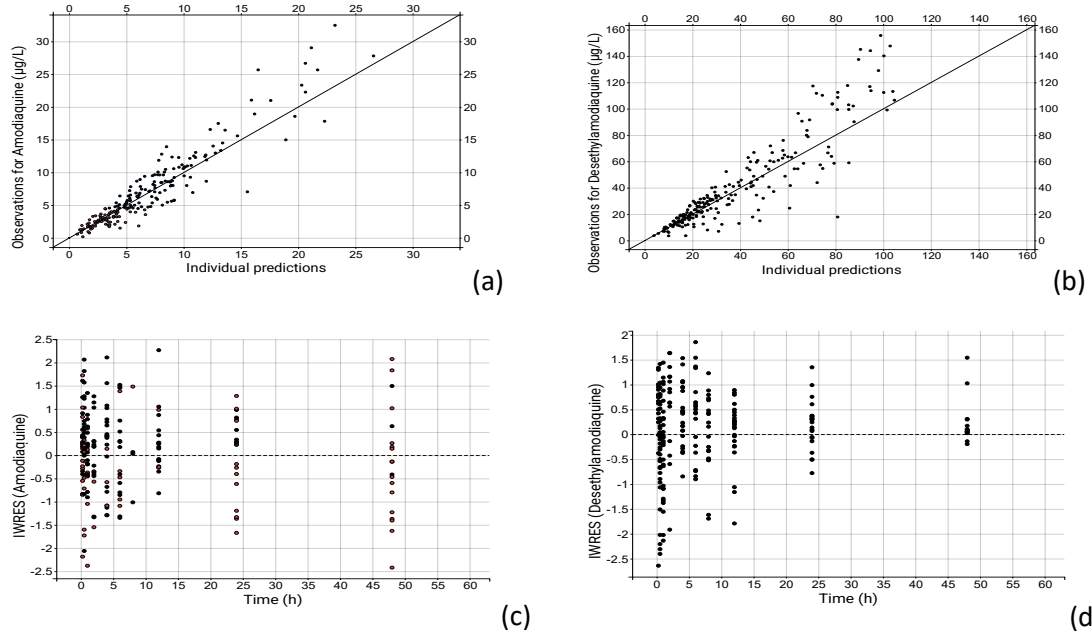 0 5 10 15 20 25 30
30
25
20
15
10
5
0
30
25
20
15
10
5
0
0 5 10 15 20 25 30
Observations for Amodiaquine (µg/L)
Individual predictions
(a)
0 20 40 60 80 100 120 140 160
160
140
120
100
80
60
40
20
0
160
140
120
100
80
60
40
20
0
0 20 40 60 80 100 120 140 160
Observations for Desethylamodiaquine (µg/L)
Individual predictions
(b)
2.5
2
1.5
1
0.5
0
-0.5
-1
-1.5
-2
-2.5
0 5 10 15 20 25 30 35 40 45 50 55 60
IWRES (Amodiaquine)
Time (h)
(c)
2
1.5
1
0.5
0
-0.5
-1
-1.5
-2
-2.5
0 5 10 15 20 25 30 35 40 45 50 55 60
IWRES (Desethylamodiaquine)
Time (h)
(d